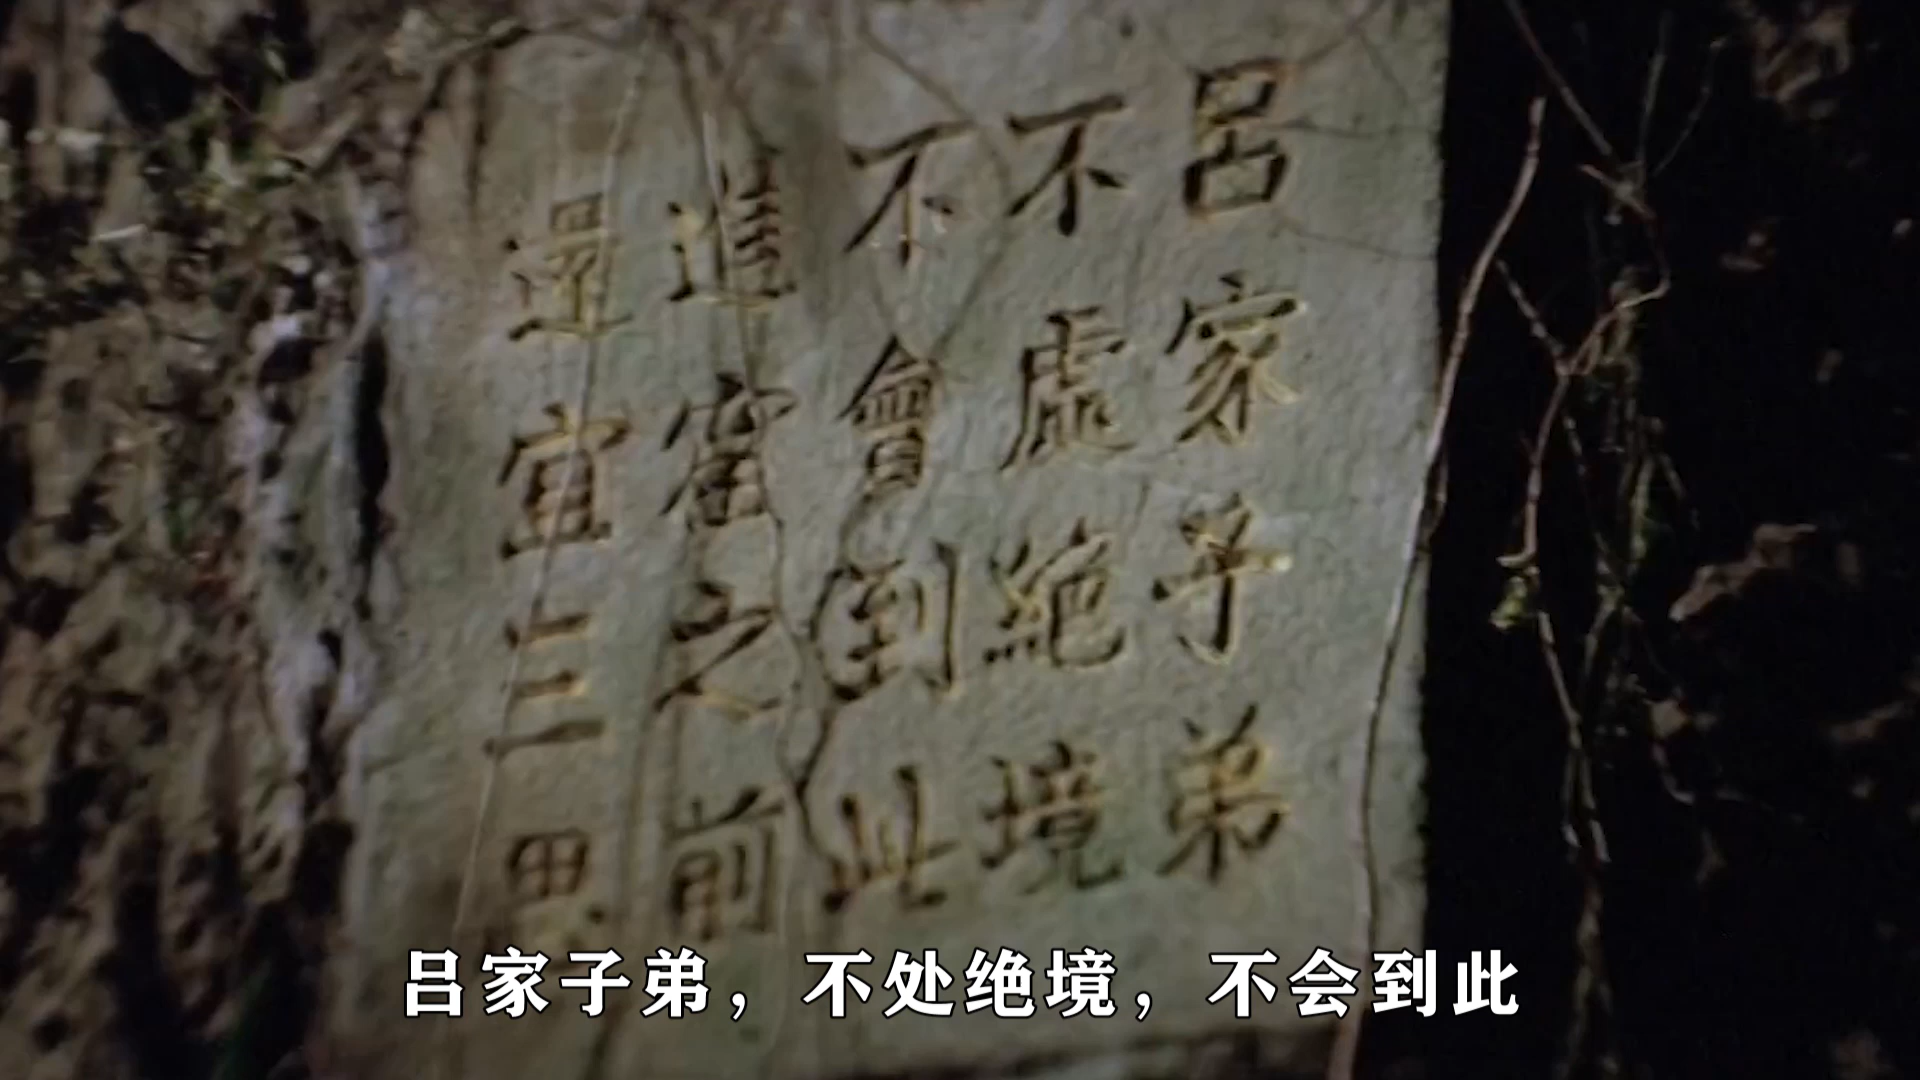 呂家子弟
不處絕境
不會到此
進窟之前
還宜三思
吕家子弟，不处绝境，不会到此